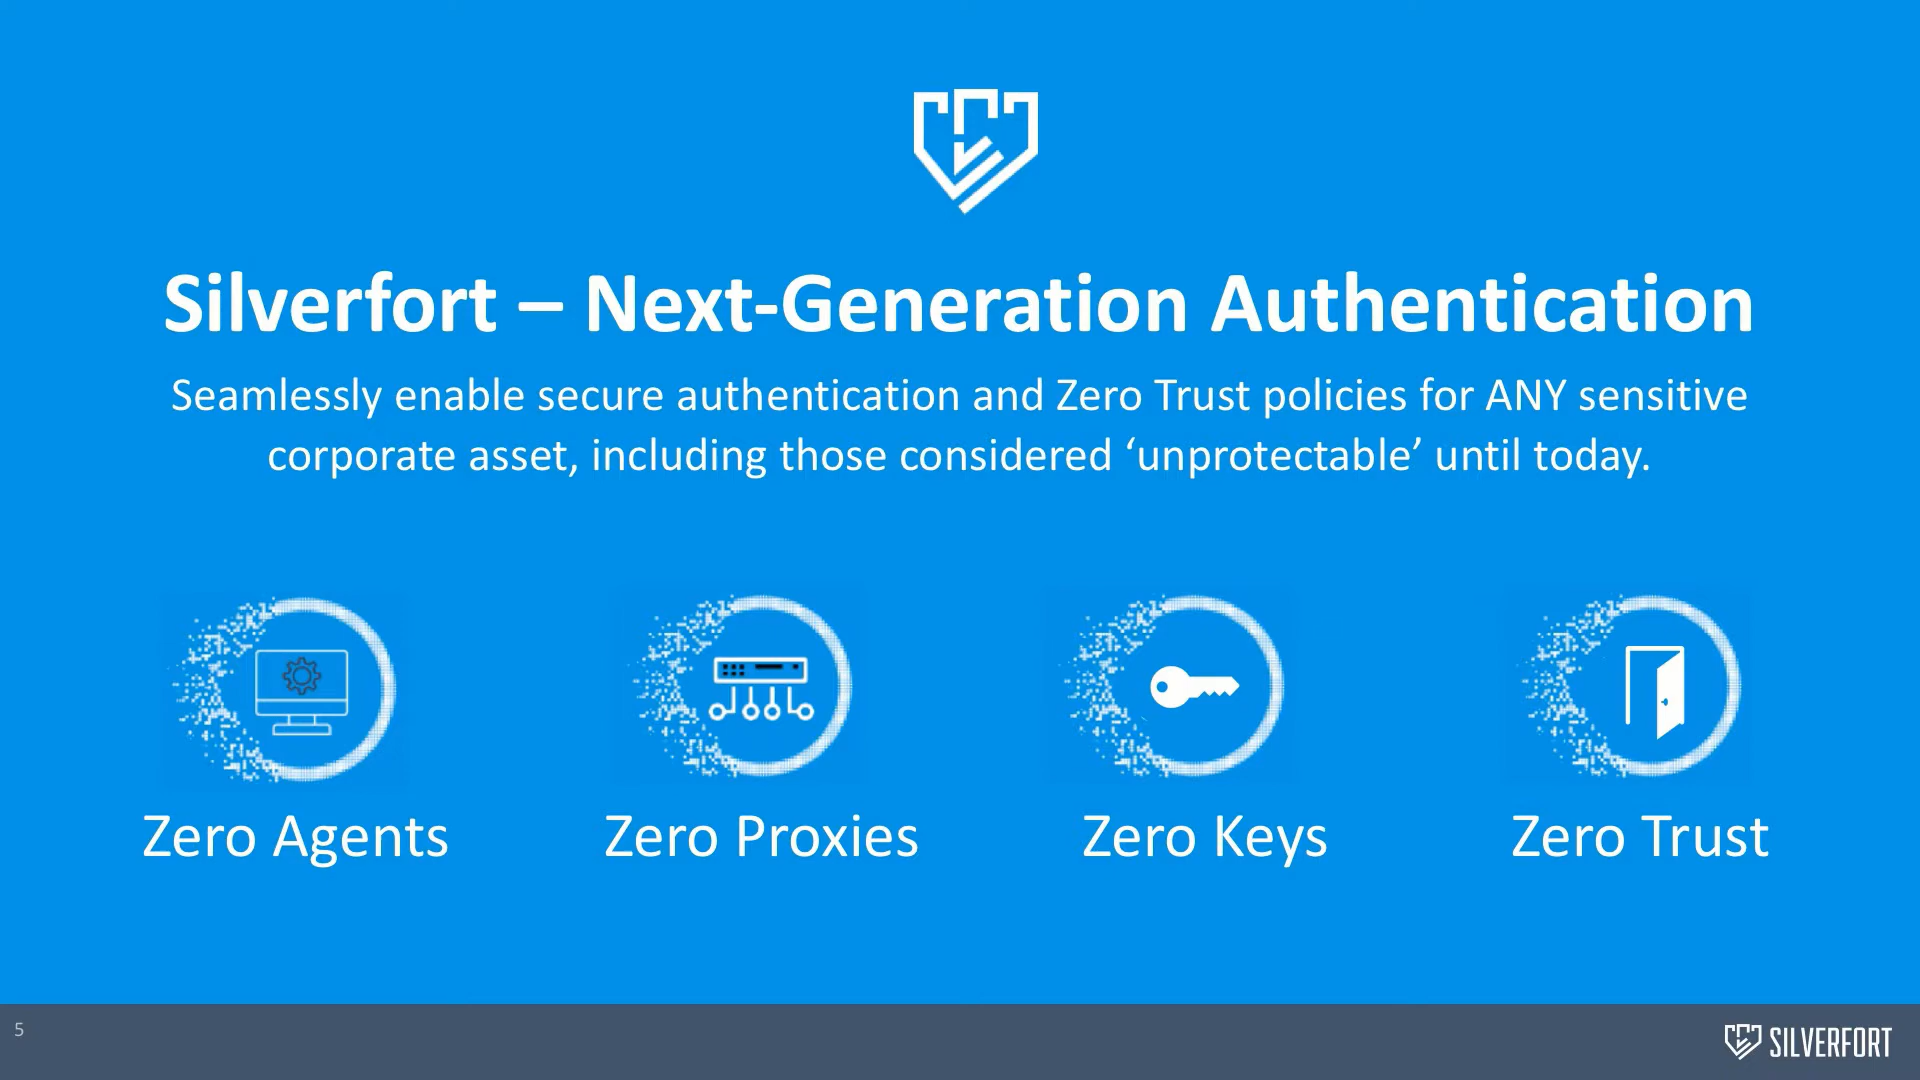 Silverfort – Next-Generation Authentication
Seamlessly enable secure authentication and Zero Trust policies for ANY sensitive
corporate asset, including those considered ‘unprotectable’ until today.
Zero Agents
Zero Proxies
Zero Keys
Zero Trust
5
SILVERFORT